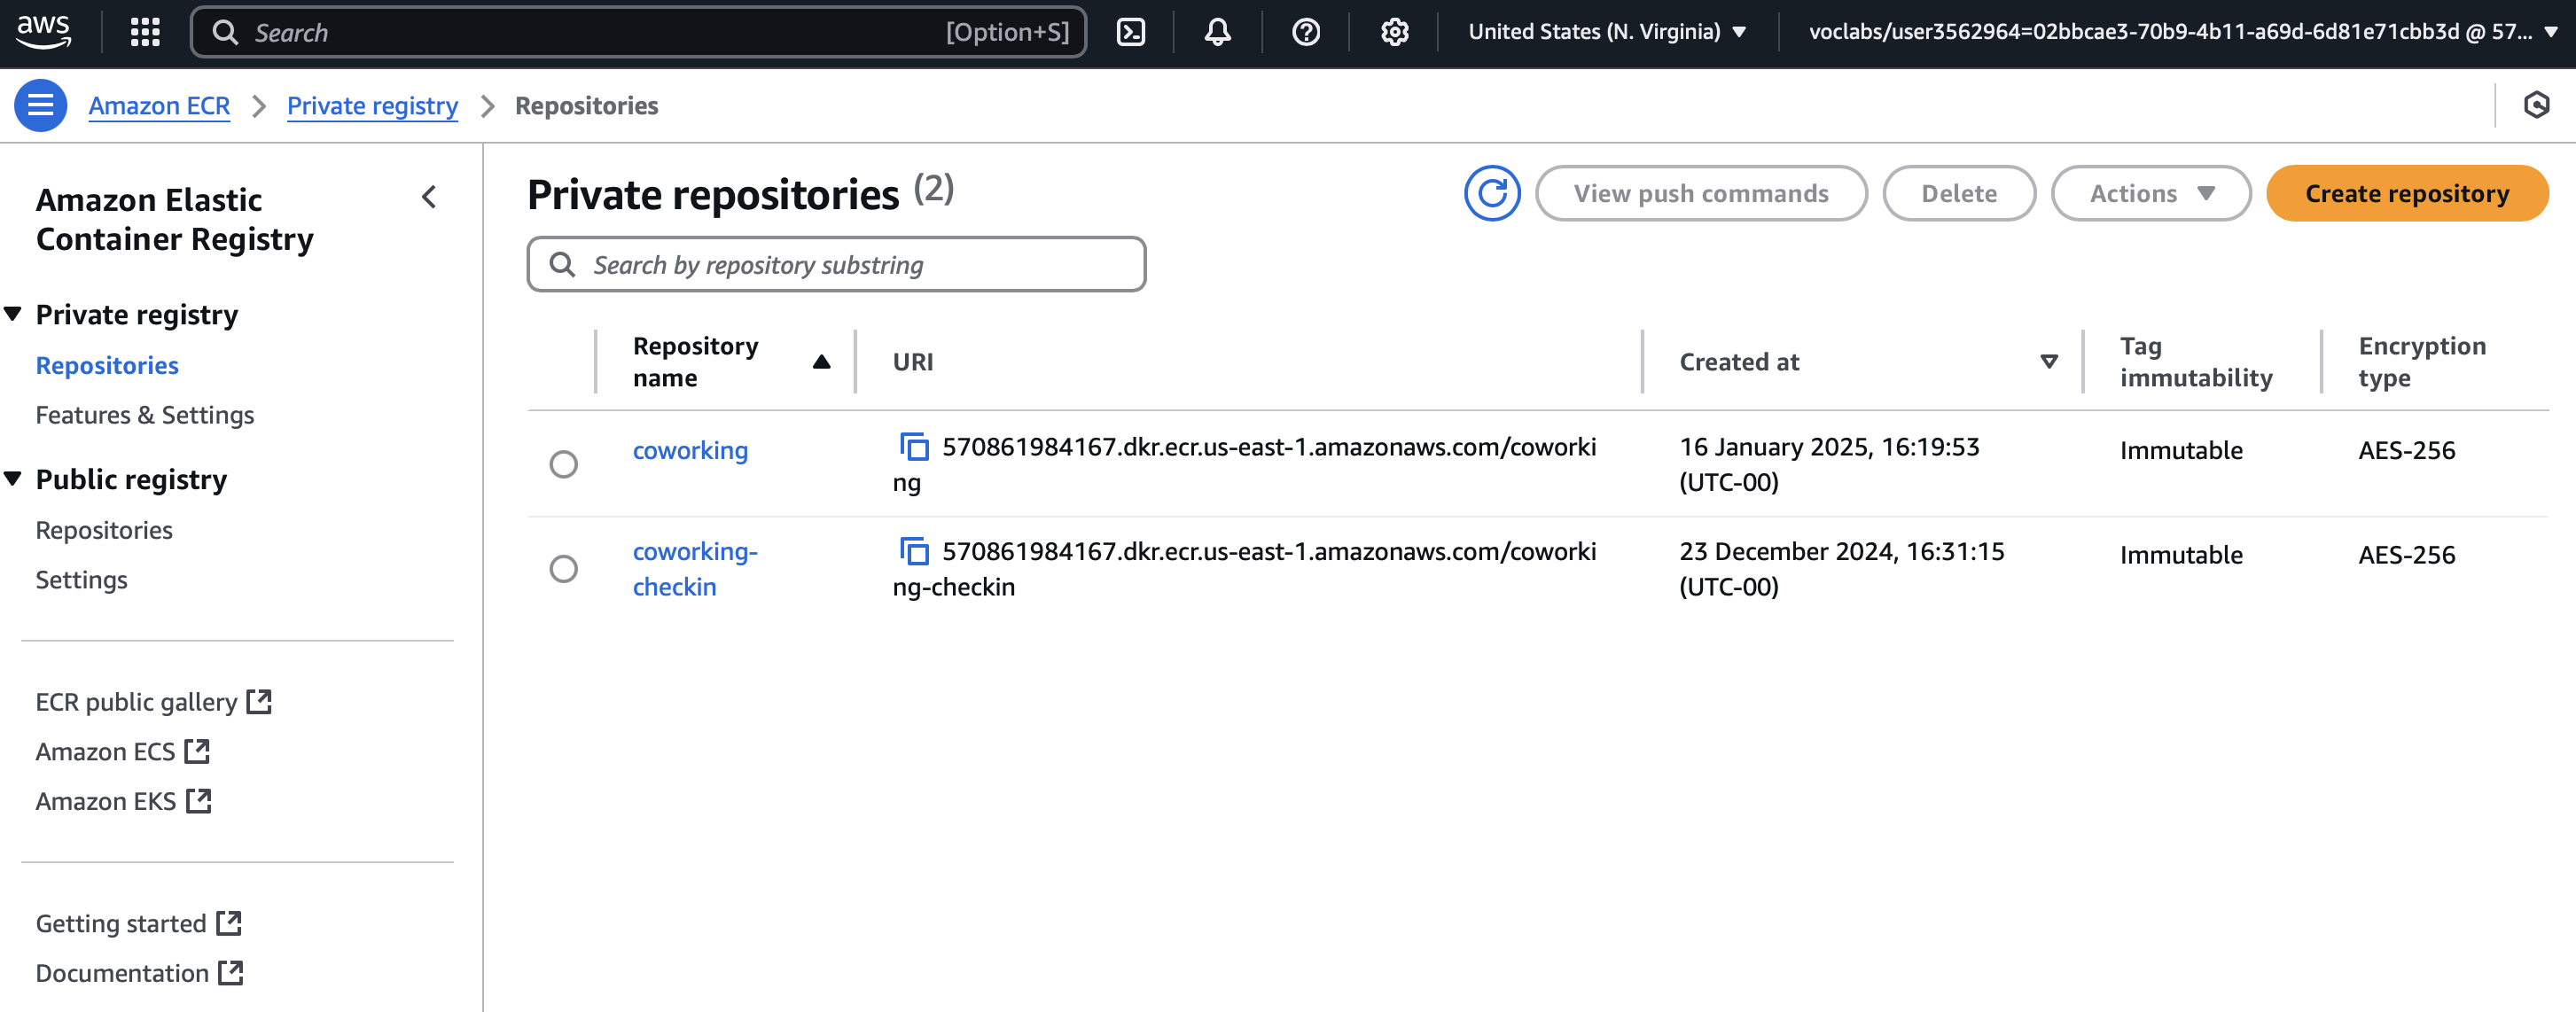 aws
Search
[Option+S]
United States (N. Virginia)
voclabs/user3562964=02bbcae3-70b9-4b11-a69d-6d81e71cbb3d @ 57...
Amazon ECR
Private registry
Repositories
Amazon Elastic
Container Registry
Private registry
Repositories
Features & Settings
Public registry
Repositories
Settings
ECR public gallery
Amazon ECS
Amazon EKS
Getting started
Documentation
Private repositories (2)
View push commands
Delete
Actions
Create repository
Search by repository substring
Repository
name
URI
Created at
Tag
immutability
Encryption
type
coworking
570861984167.dkr.ecr.us-east-1.amazonaws.com/coworki
ng
16 January 2025, 16:19:53
(UTC-00)
Immutable
AES-256
coworking-
checkin
570861984167.dkr.ecr.us-east-1.amazonaws.com/coworki
ng-checkin
23 December 2024, 16:31:15
(UTC-00)
Immutable
AES-256